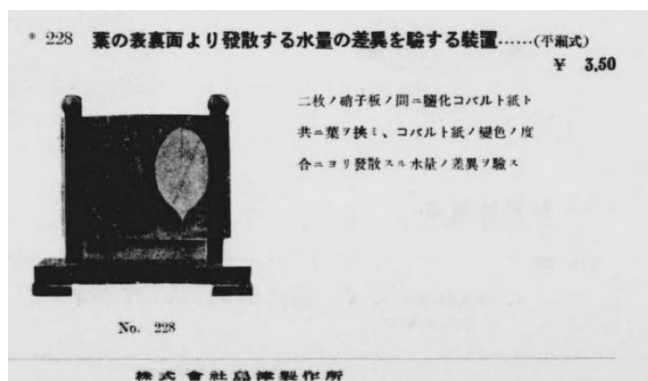 * 228 葉の表裏面より發散する水量の差異を驗する装置……(平瀬式)
¥ 3,50
二枚ノ硝子板ノ間ニ鹽化コバルト紙ト
共ニ葉ヲ挾ミ、コバルト紙ノ變色ノ度
合ニヨリ發散スル水量ノ差異ヲ驗ス
No. 228
株式會社島津製作所